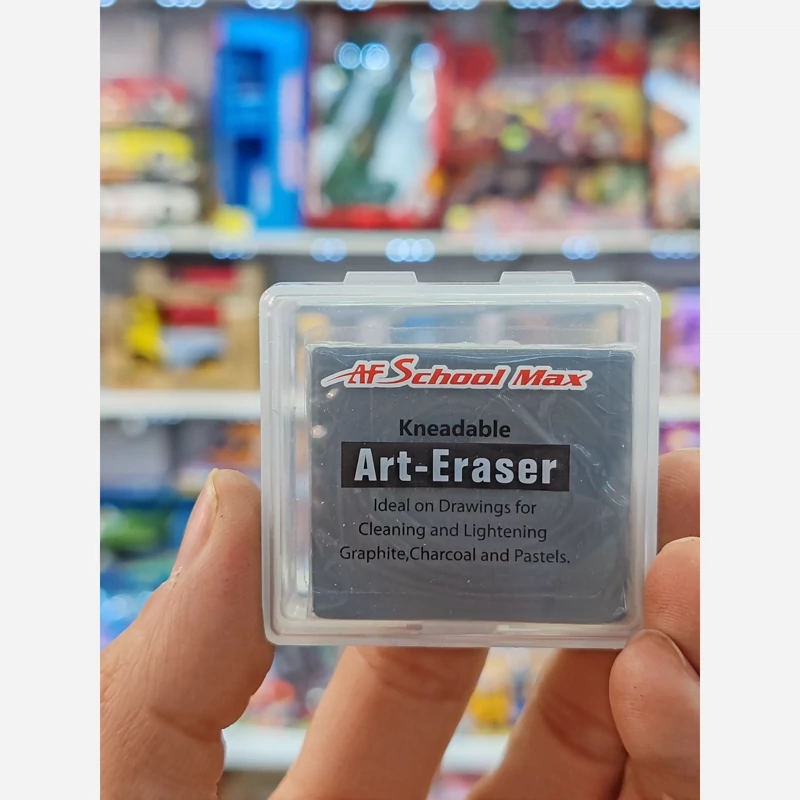 AF School Max
Kneadable
Art-Eraser
Ideal on Drawings for
Cleaning and Lightening
Graphite,Charcoal and Pastels.